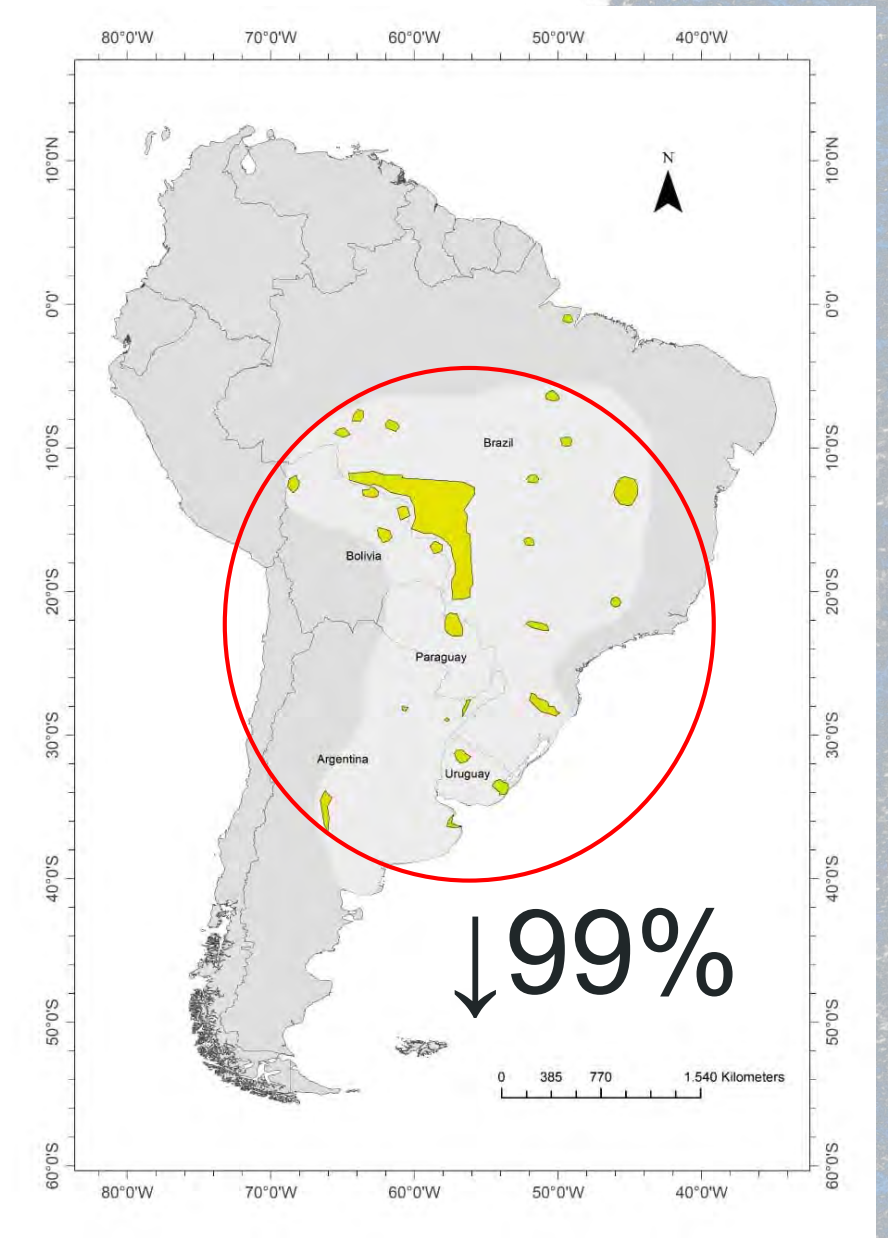 80°0'W 70°0'W 60°0'W 50°0'W 40°0'W
N
10°0'N 10°0'N
0°0' 0°0'
Brazil
10°0'S 10°0'S
Bolivia
20°0'S 20°0'S
Paraguay
30°0'S 30°0'S
Argentina
Uruguay
40°0'S 40°0'S
↓99%
50°0'S 50°0'S
0 385 770 1.540 Kilometers
60°0'S 60°0'S
80°0'W 70°0'W 60°0'W 50°0'W 40°0'W